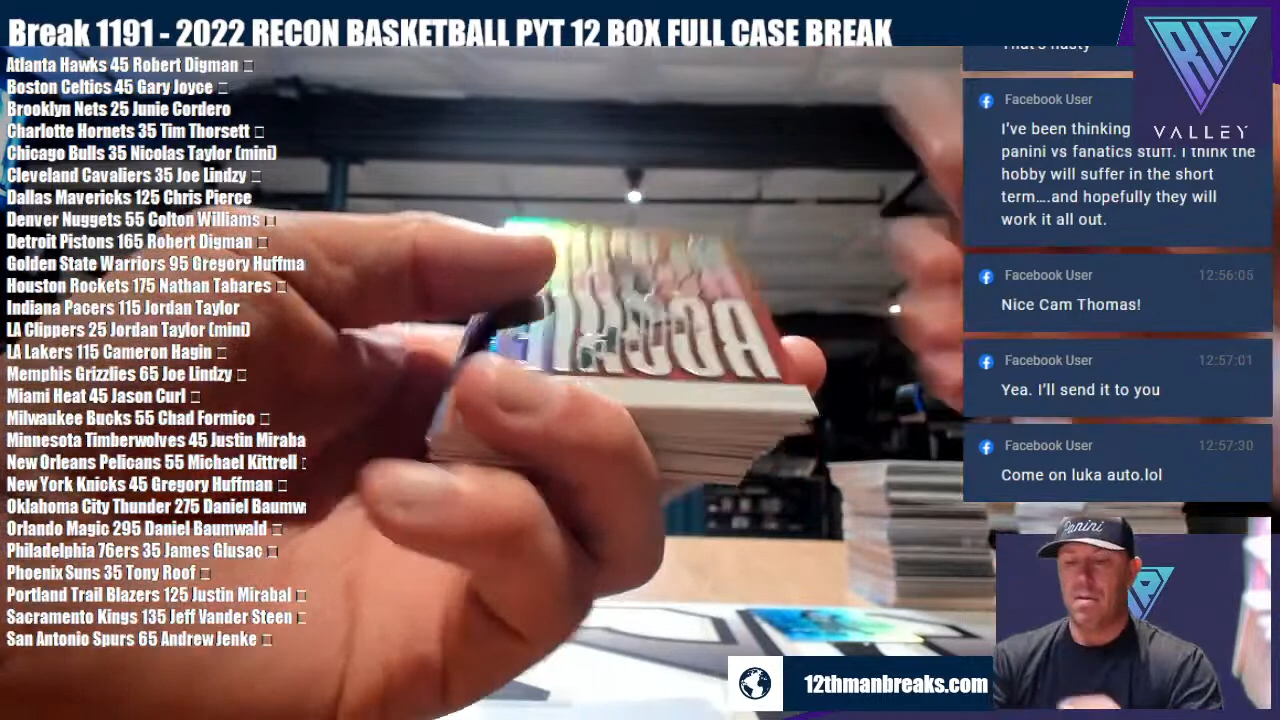 Break 1191 - 2022 RECON BASKETBALL PYT 12 BOX FULL CASE BREAK
Atlanta Hawks 45 Robert Digman
Boston Celtics 45 Gary Joyce
Brooklyn Nets 25 Junie Cordero
Charlotte Hornets 35 Tim Thorsett
Chicago Bulls 35 Nicolas Taylor (mini)
Cleveland Cavaliers 35 Joe Lindzy
Dallas Mavericks 125 Chris Pierce
Denver Nuggets 55 Colton Williams
Detroit Pistons 165 Robert Digman
Golden State Warriors 95 Gregory Huffma
Houston Rockets 175 Nathan Tabares
Indiana Pacers 115 Jordan Taylor
LA Clippers 25 Jordan Taylor (mini)
LA Lakers 115 Cameron Hagin
Memphis Grizzlies 65 Joe Lindzy
Miami Heat 45 Jason Curl
Milwaukee Bucks 55 Chad Formico
Minnesota Timberwolves 45 Justin Miraba
New Orleans Pelicans 55 Michael Kittrell
New York Knicks 45 Gregory Huffman
Oklahoma City Thunder 275 Daniel Baumwa
Orlando Magic 295 Daniel Baumwald
Philadelphia 76ers 35 James Glusac
Phoenix Suns 35 Tony Roof
Portland Trail Blazers 125 Justin Mirabal
Sacramento Kings 135 Jeff Vander Steen
San Antonio Spurs 65 Andrew Jenke
That's nasty
Facebook User
I've been thinking
panini vs fanatics stuff. I think the
hobby will suffer in the short
term....and hopefully they will
work it all out.
Facebook User 12:56:05
Nice Cam Thomas!
Facebook User 12:57:01
Yea. I'll send it to you
Facebook User 12:57:30
Come on luka auto.lol
RIP
VALLEY
Panini
12thmanbreaks.com